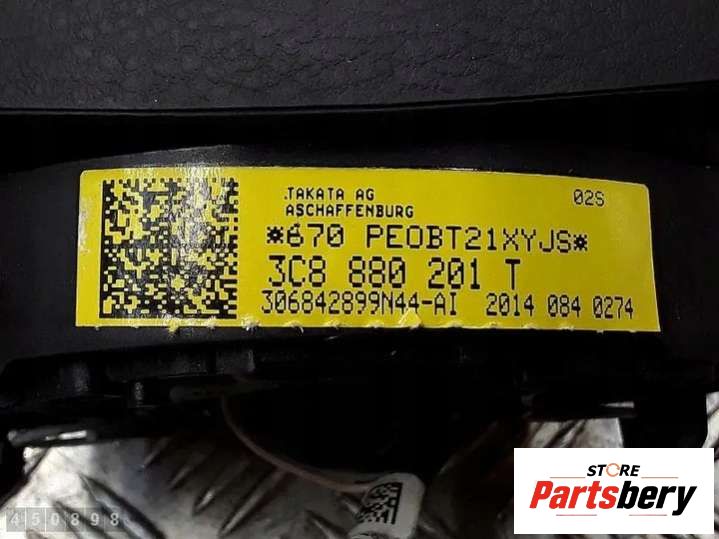 TAKATA AG
ASCHAFFENBURG
02S
*670 PEOBT21XYJS*
3C8 880 201 T
306842899N44-AI 2014 084 0274
STORE
Partsbery
450898